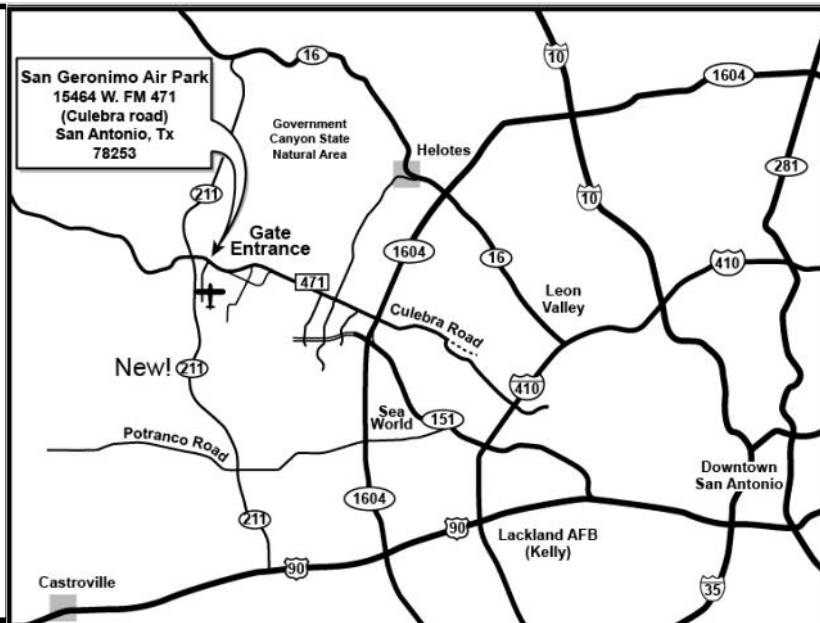 San Geronimo Air Park
15464 W. FM 471
(Culebra road)
San Antonio, Tx
78253
16
10
1604
Government
Canyon State
Natural Area
Helotes
281
211
10
Gate
Entrance
1604
16
410
471
Leon
Valley
Culebra Road
New!
211
410
Sea
World
151
Potranco Road
Downtown
San Antonio
1604
211
90
Lackland AFB
(Kelly)
90
Castroville
35